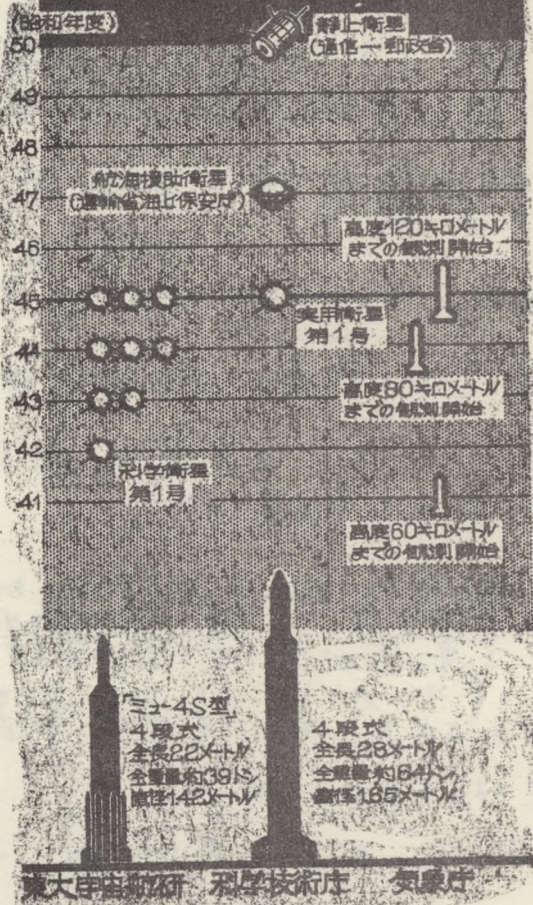 (昭和年度)
50
静止衛星
(通信―郵政省)
49
48
航海援助衛星
(運輸省海上保安庁)
47
高度120キロメートル
までの観測開始
46
45
実用衛星
第1号
44
高度80キロメートル
までの観測開始
43
42
科学衛星
第1号
41
高度60キロメートル
までの観測開始
「ミュー4S型」
4段式
全長22メートル
全重量約39トン
直径1.42メートル
4段式
全長28メートル
全重量約64トン
直径1.65メートル
東大宇宙航研 科学技術庁 気象庁